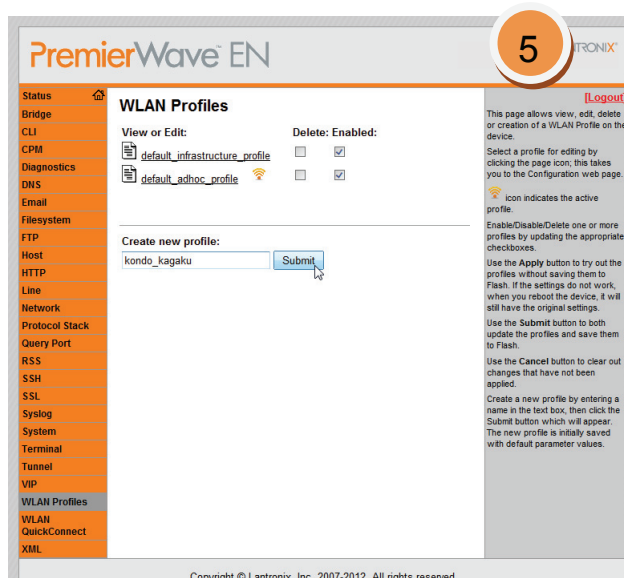 PremierWave EN
5
Status
Bridge
CLI
CPM
Diagnostics
DNS
Email
Filesystem
FTP
Host
HTTP
Line
Network
Protocol Stack
Query Port
RSS
SSH
SSL
Syslog
System
Terminal
Tunnel
VIP
WLAN Profiles
WLAN
QuickConnect
XML
WLAN Profiles
View or Edit: Delete: Enabled:
default_infrastructure_profile
default_adhoc_profile
Create new profile:
kondo_kagaku Submit
[Logout]
This page allows view, edit, delete
or creation of a WLAN Profile on the
device.
Select a profile for editing by
clicking the page icon; this takes
you to the Configuration web page.
icon indicates the active
profile.
Enable/Disable/Delete one or more
profiles by updating the appropriate
checkboxes.
Use the Apply button to try out the
profiles without saving them to
Flash. If the settings do not work,
when you reboot the device, it will
still have the original settings.
Use the Submit button to both
update the profiles and save them
to Flash.
Use the Cancel button to clear out
changes that have not been
applied.
Create a new profile by entering a
name in the text box, then click the
Submit button which will appear.
The new profile is initially saved
with default parameter values.
Copyright © Lantronix, Inc. 2007-2012. All rights reserved.